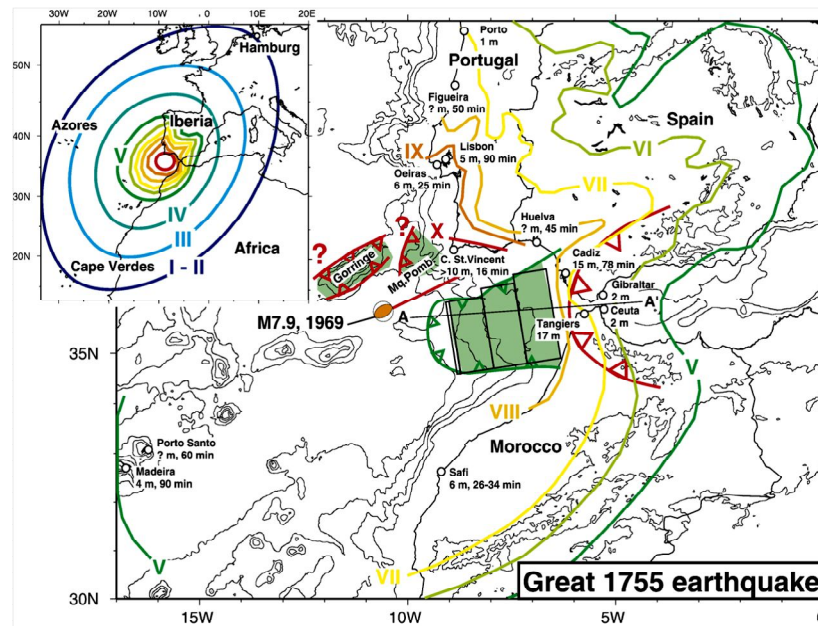 30W
20W
10W
0
10E
20E
50N
40N
30N
20N
Hamburg
Azores
Iberia
V
IV
III
I - II
Cape Verdes
Africa
Porto
1 m
Portugal
Figueira
? m, 50 min
Spain
VI
IX
Lisbon
5 m, 90 min
Oeiras
6 m, 25 min
VII
Huelva
? m, 45 min
?
?
X
Gorringe
Mq.Pomb.
C. St.Vincent
>10 m, 16 min
Cadiz
15 m, 78 min
Gibraltar
2 m
Ceuta
2 m
A
A'
Tangiers
17 m
M7.9, 1969
35N
V
VIII
Morocco
Porto Santo
? m, 60 min
Madeira
4 m, 90 min
Safi
6 m, 26-34 min
V
VII
Great 1755 earthquake
30N
15W
10W
5W